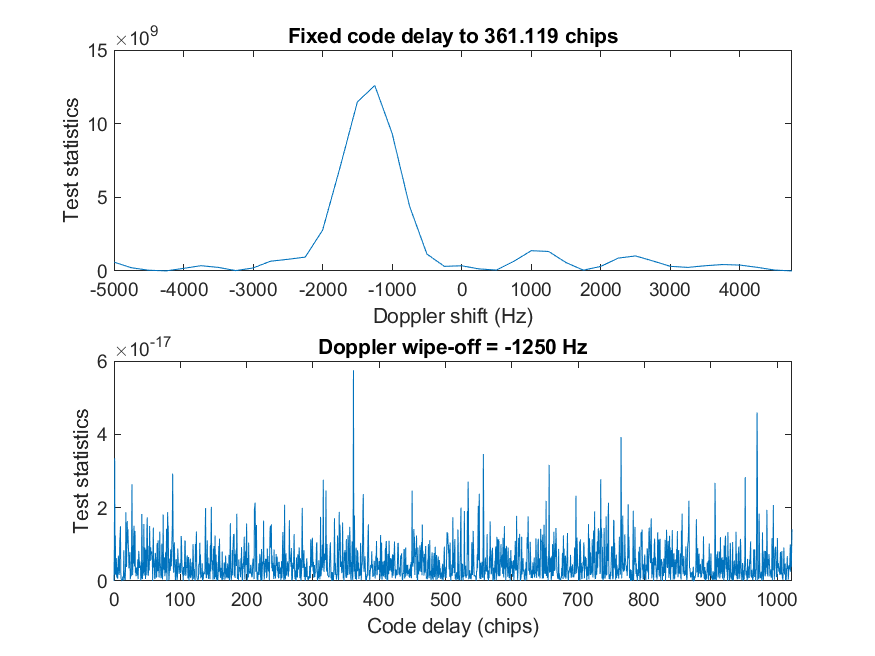 Fixed code delay to 361.119 chips
×10^9
15
10
5
0
Test statistics
-5000 -4000 -3000 -2000 -1000 0 1000 2000 3000 4000
Doppler shift (Hz)
Doppler wipe-off = -1250 Hz
×10^-17
6
4
2
0
Test statistics
0 100 200 300 400 500 600 700 800 900 1000
Code delay (chips)